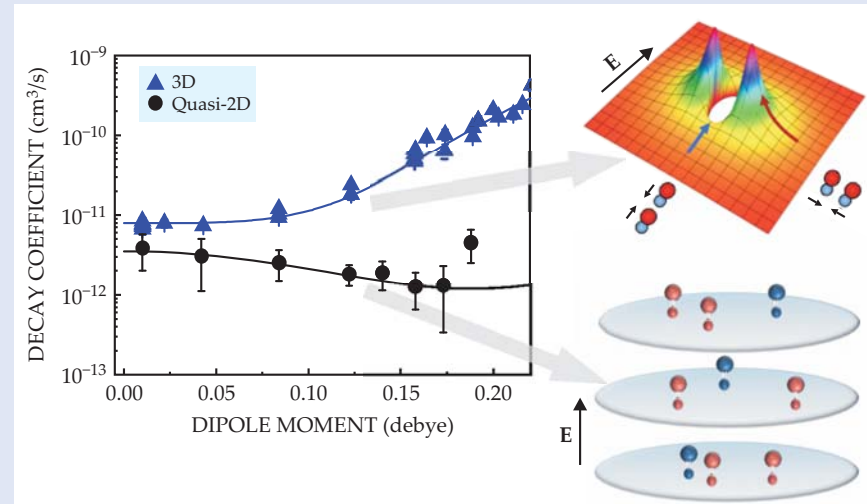 10⁻⁹
10⁻¹⁰
10⁻¹¹
10⁻¹²
10⁻¹³
DECAY COEFFICIENT (cm³/s)
3D
Quasi-2D
0.00 0.05 0.10 0.15 0.20
DIPOLE MOMENT (debye)
E
E